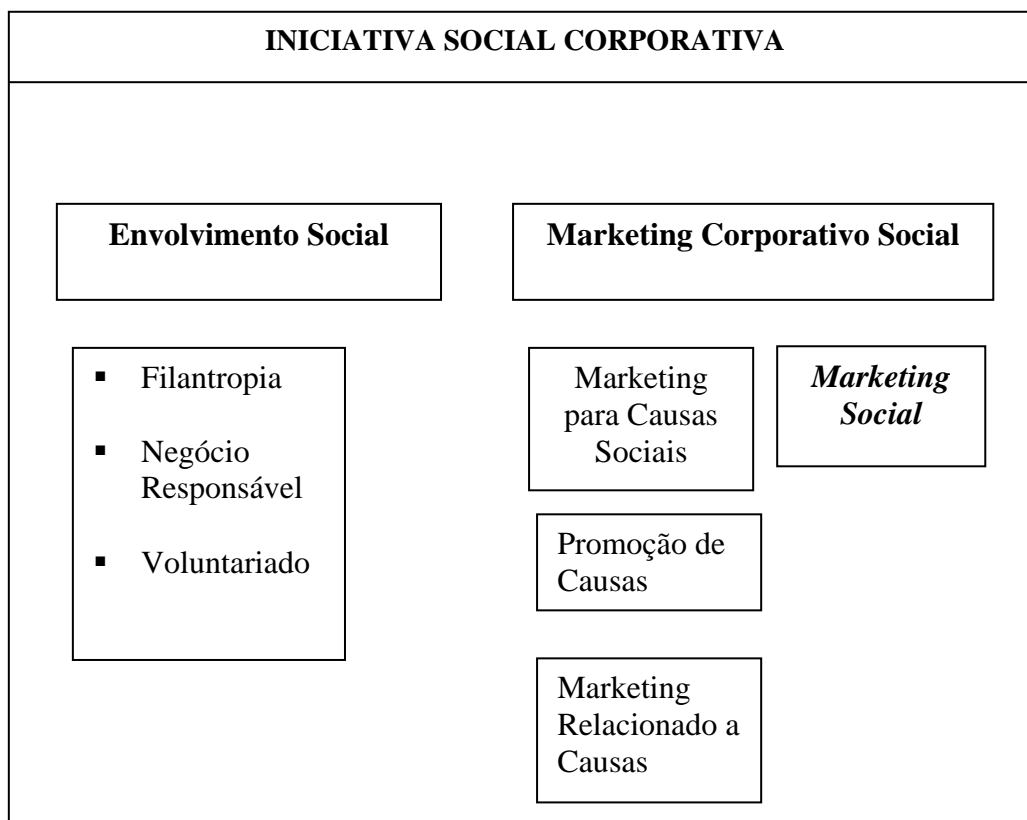 INICIATIVA SOCIAL CORPORATIVA
Envolvimento Social
▪ Filantropia
▪ Negócio
Responsável
▪ Voluntariado
Marketing Corporativo Social
Marketing
para Causas
Sociais
Marketing
Social
Promoção de
Causas
Marketing
Relacionado a
Causas